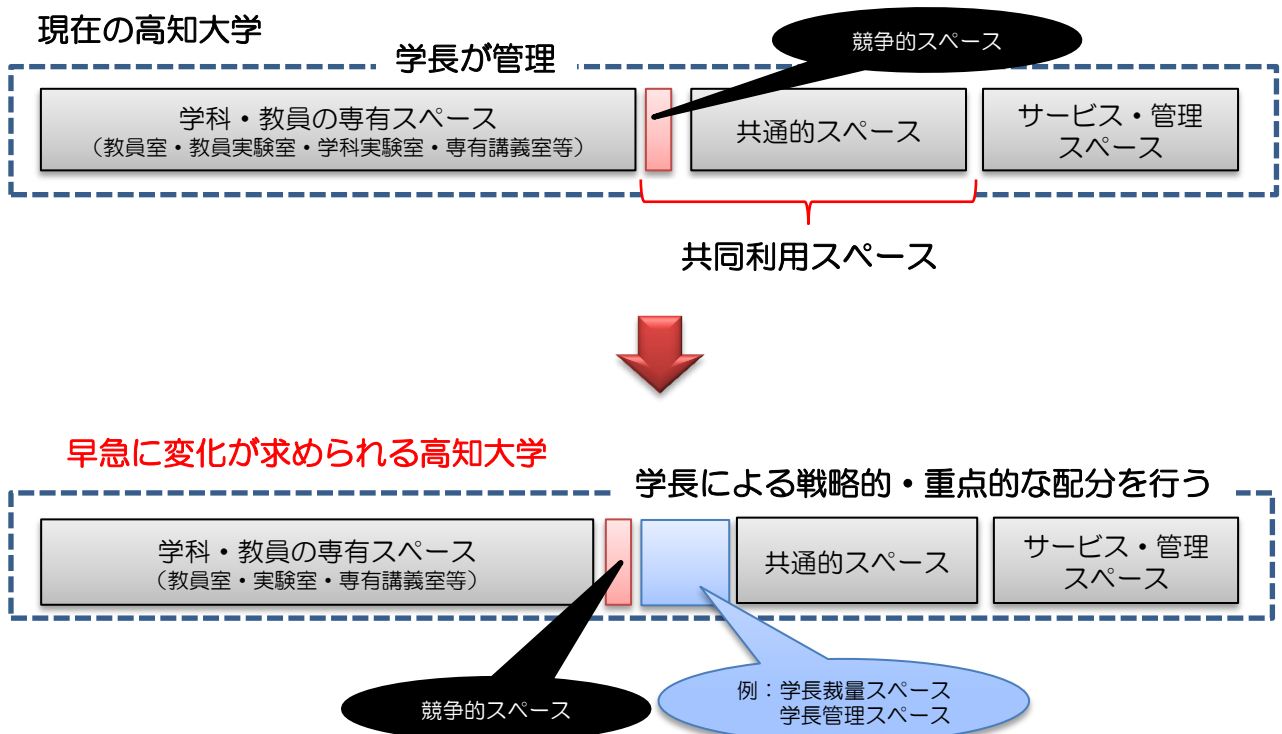 現在の高知大学
学長が管理
競争的スペース
学科・教員の専有スペース
（教員室・教員実験室・学科実験室・専有講義室等）
共通的スペース
サービス・管理
スペース
共同利用スペース
早急に変化が求められる高知大学
学長による戦略的・重点的な配分を行う
学科・教員の専有スペース
（教員室・実験室・専有講義室等）
共通的スペース
サービス・管理
スペース
競争的スペース
例：学長裁量スペース
学長管理スペース